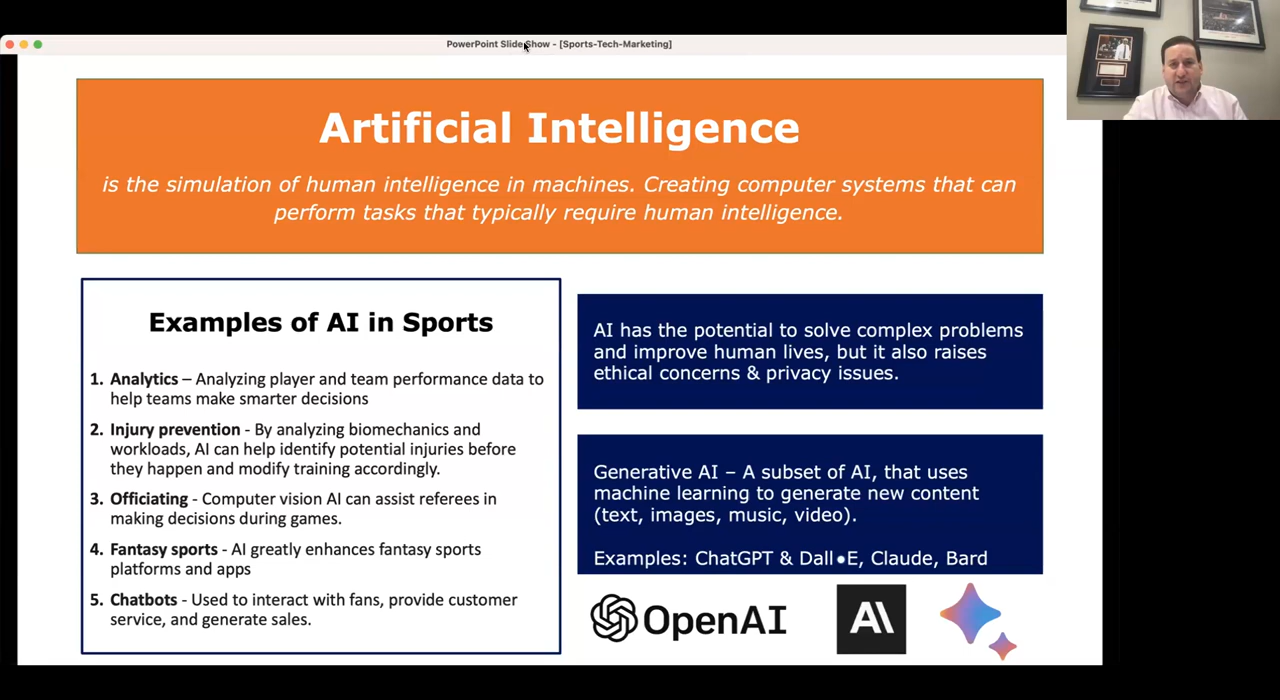 PowerPoint Slide Show - [Sports-Tech-Marketing]
Artificial Intelligence
is the simulation of human intelligence in machines. Creating computer systems that can
perform tasks that typically require human intelligence.
Examples of AI in Sports
1. Analytics – Analyzing player and team performance data to
help teams make smarter decisions
2. Injury prevention - By analyzing biomechanics and
workloads, AI can help identify potential injuries before
they happen and modify training accordingly.
3. Officiating - Computer vision AI can assist referees in
making decisions during games.
4. Fantasy sports - AI greatly enhances fantasy sports
platforms and apps
5. Chatbots - Used to interact with fans, provide customer
service, and generate sales.
AI has the potential to solve complex problems
and improve human lives, but it also raises
ethical concerns & privacy issues.
Generative AI – A subset of AI, that uses
machine learning to generate new content
(text, images, music, video).
Examples: ChatGPT & Dall•E, Claude, Bard
OpenAI
A\